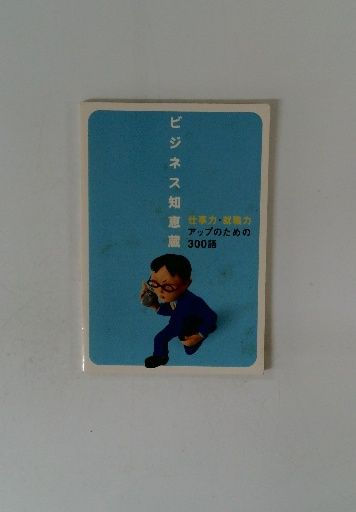 ビジネス知恵蔵
仕事力・就職力
アップのための
300語